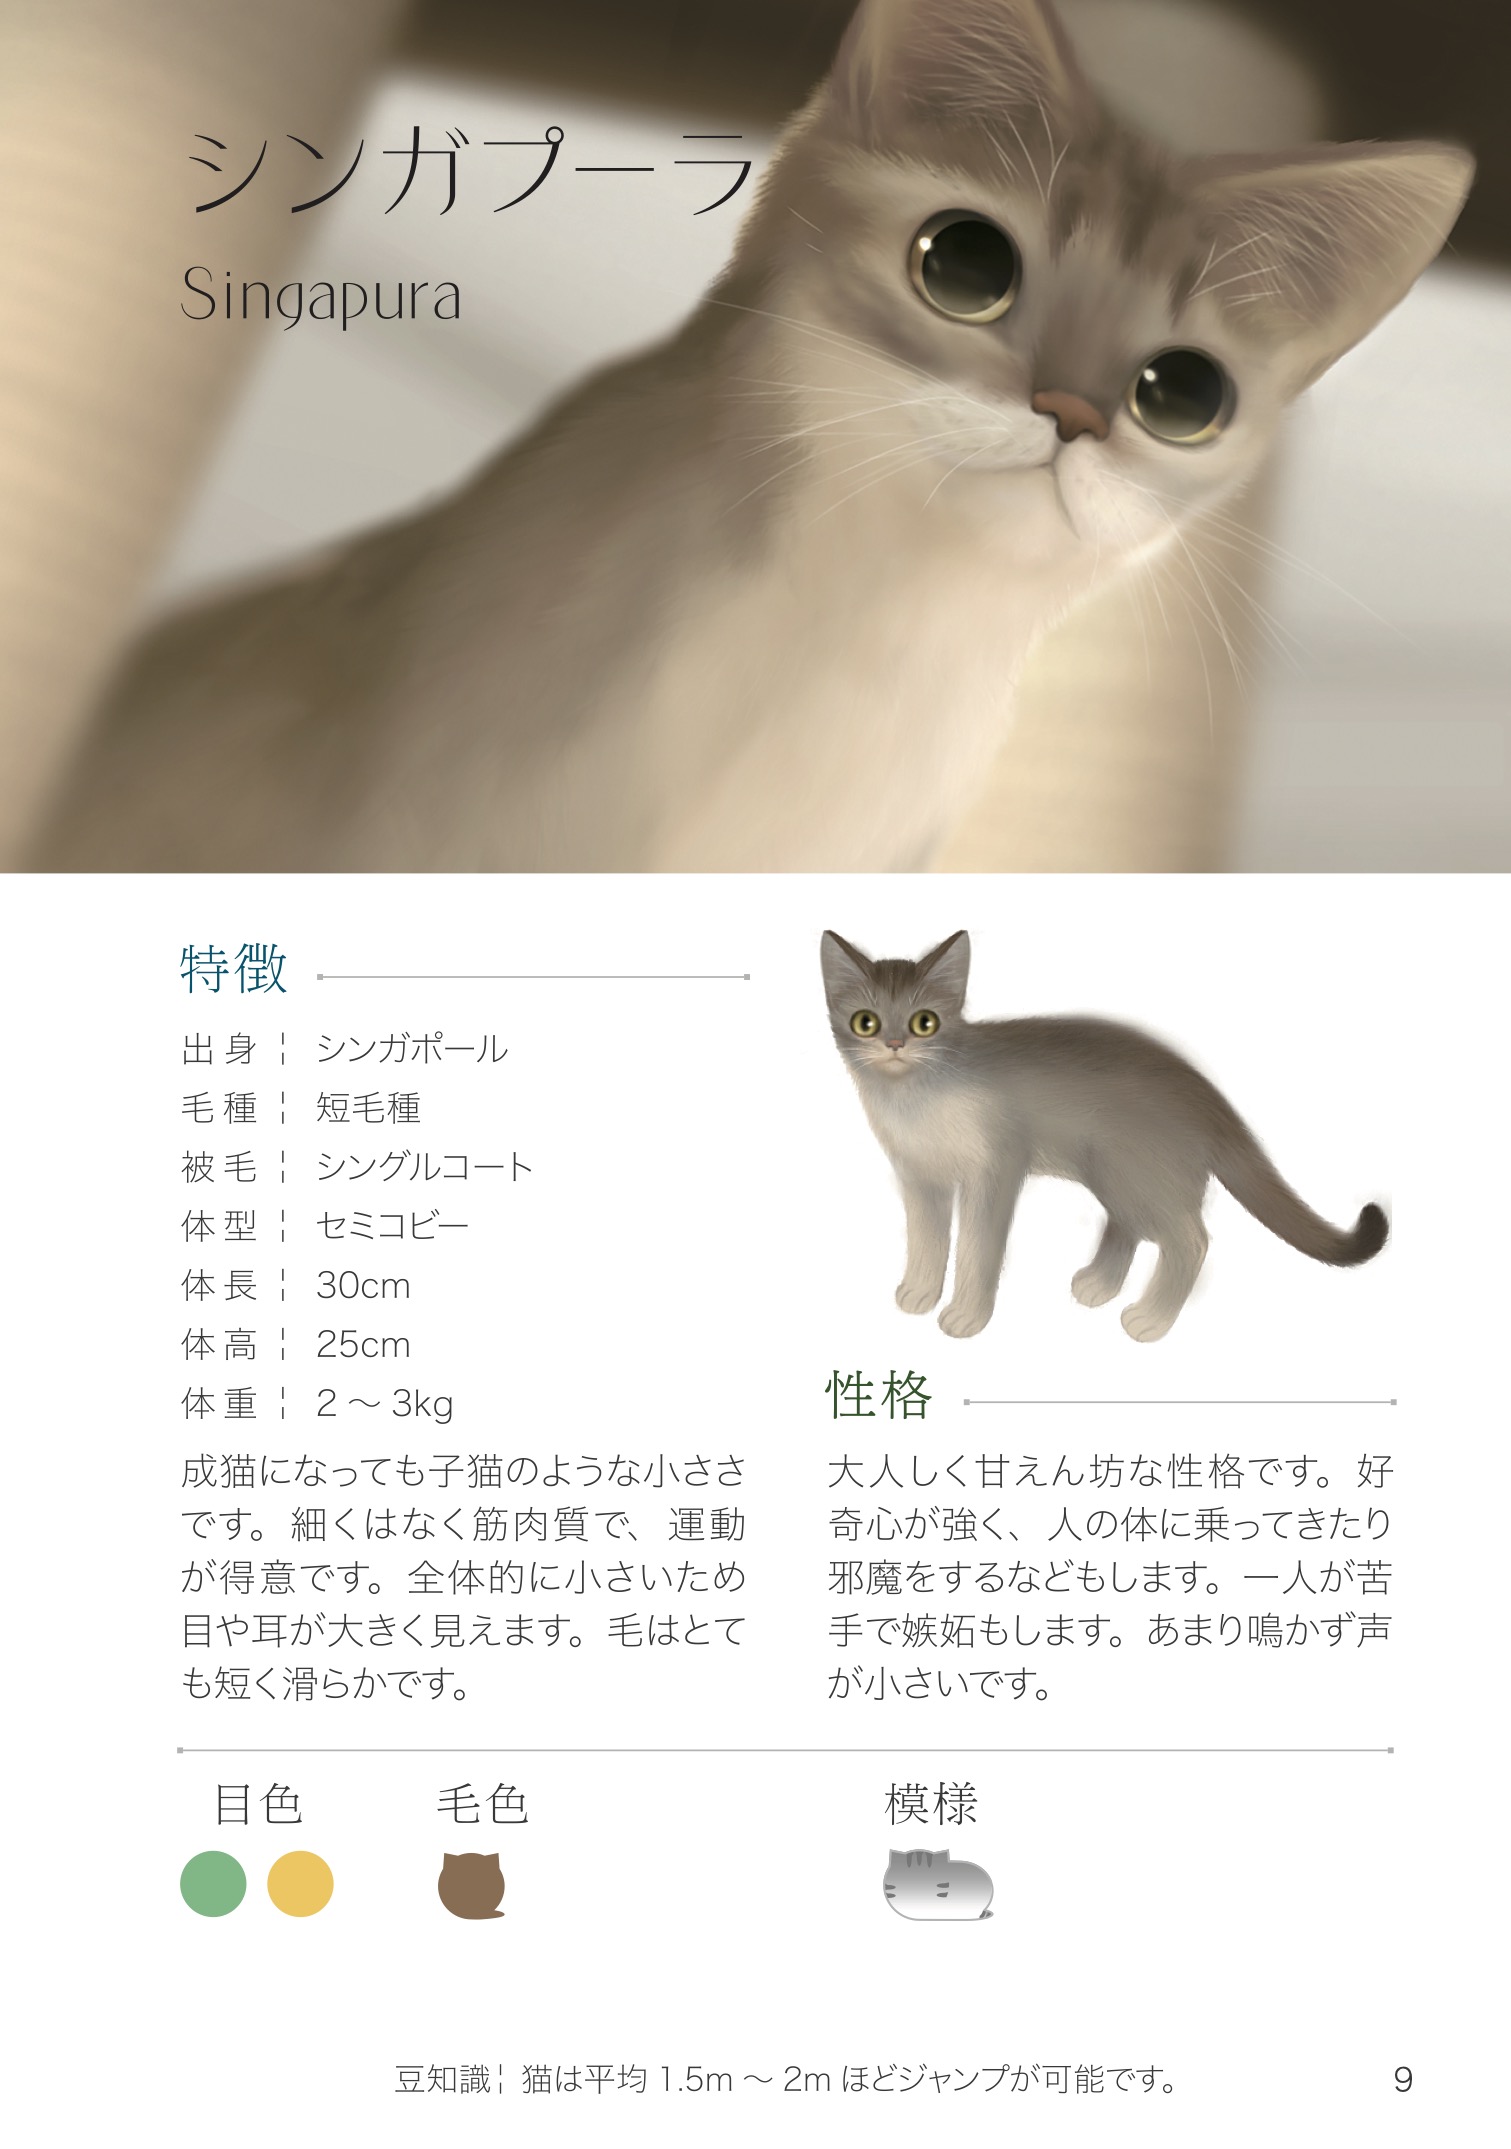 シンガプーラ
Singapura
特徴
出身¦ シンガポール
毛種¦ 短毛種
被毛¦ シングルコート
体型¦ セミコビー
体長¦ 30cm
体高¦ 25cm
体重¦ 2 〜 3kg
成猫になっても子猫のような小ささ
です。細くはなく筋肉質で、運動
が得意です。全体的に小さいため
目や耳が大きく見えます。毛はとて
も短く滑らかです。
性格
大人しく甘えん坊な性格です。好
奇心が強く、人の体に乗ってきたり
邪魔をするなどもします。一人が苦
手で嫉妬もします。あまり鳴かず声
が小さいです。
目色
毛色
模様
豆知識¦ 猫は平均 1.5m 〜 2m ほどジャンプが可能です。
9